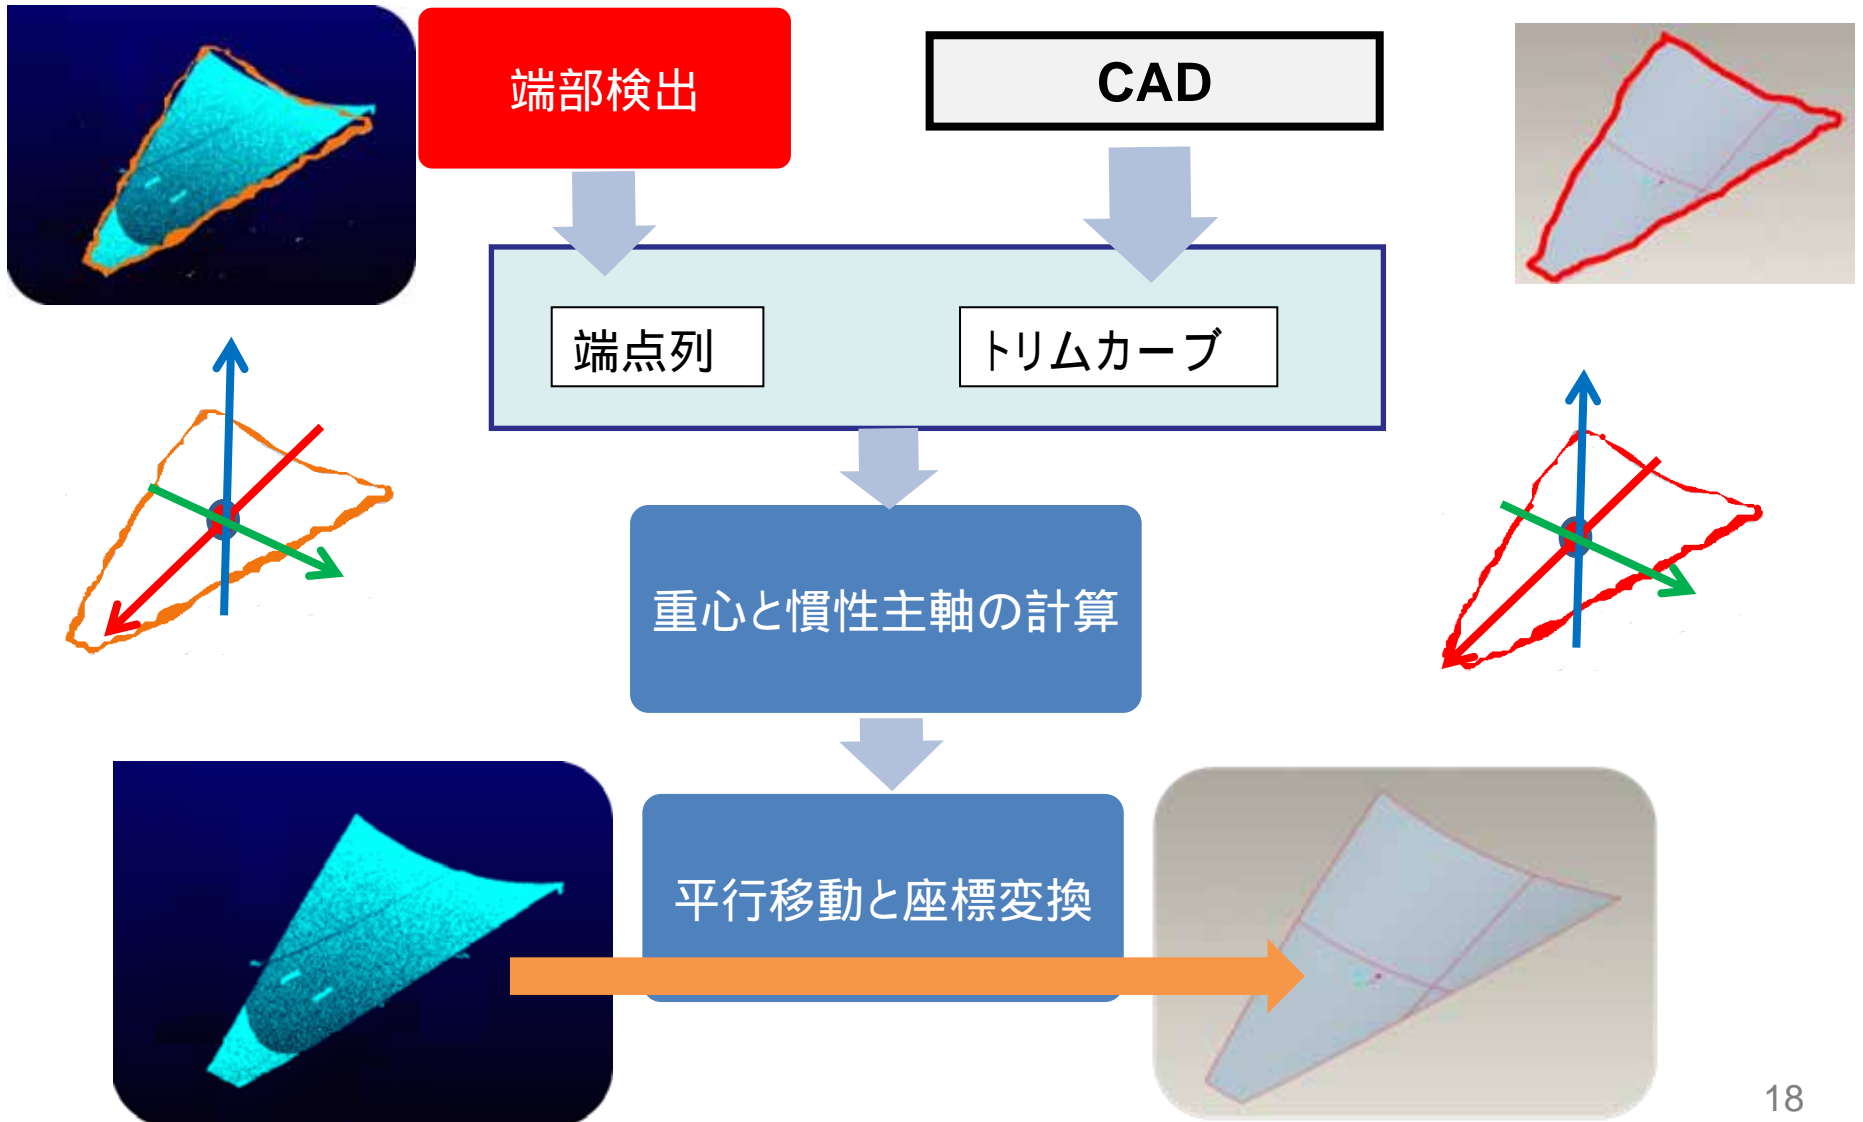 端部検出
CAD
端点列
トリムカーブ
重心と慣性主軸の計算
平行移動と座標変換
18